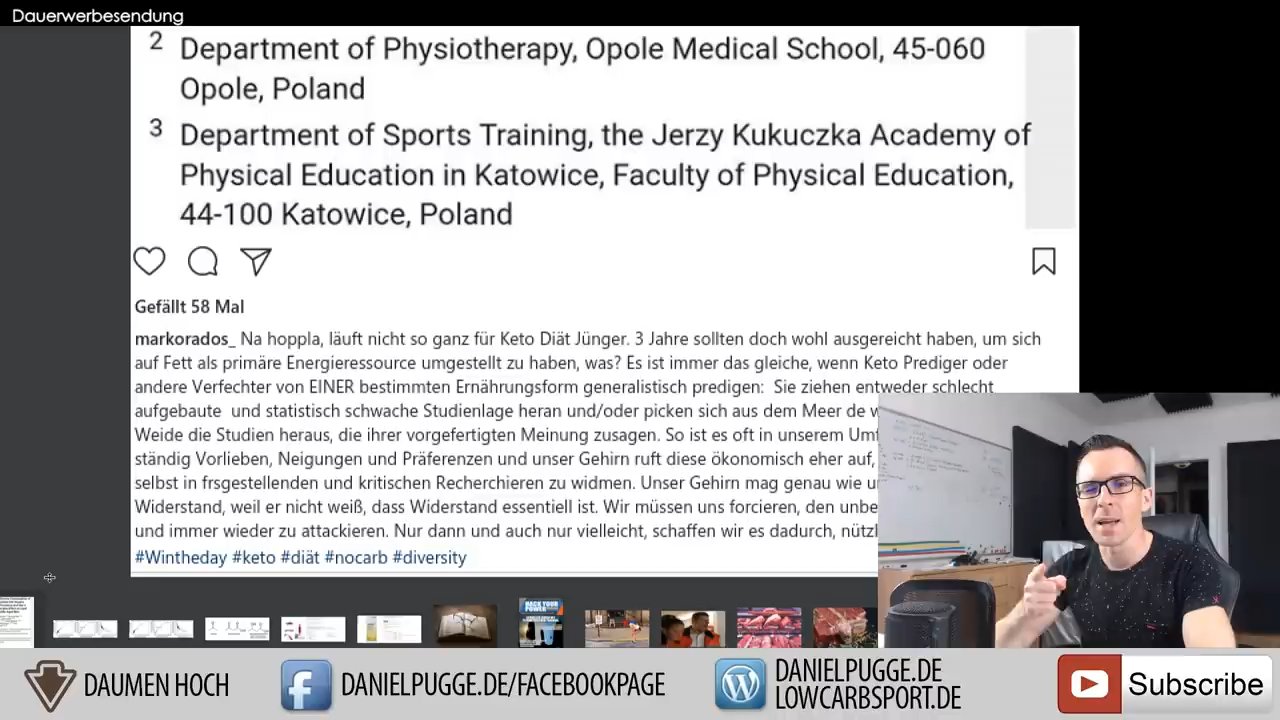 Dauerwerbesendung
2 Department of Physiotherapy, Opole Medical School, 45-060
Opole, Poland
3 Department of Sports Training, the Jerzy Kukuczka Academy of
Physical Education in Katowice, Faculty of Physical Education,
44-100 Katowice, Poland
Gefällt 58 Mal
markorados_ Na hoppla, läuft nicht so ganz für Keto Diät Jünger. 3 Jahre sollten doch wohl ausgereicht haben, um sich
auf Fett als primäre Energieressource umgestellt zu haben, was? Es ist immer das gleiche, wenn Keto Prediger oder
andere Verfechter von EINER bestimmten Ernährungsform generalistisch predigen: Sie ziehen entweder schlecht
aufgebaute und statistisch schwache Studienlage heran und/oder picken sich aus dem Meer de
Weide die Studien heraus, die ihrer vorgefertigten Meinung zusagen. So ist es oft in unserem
ständig Vorlieben, Neigungen und Präferenzen und unser Gehirn ruft diese ökonomisch eher auf,
selbst in frsgestellenden und kritischen Recherchieren zu widmen. Unser Gehirn mag genau wie
Widerstand, weil er nicht weiß, dass Widerstand essentiell ist. Wir müssen uns forcieren, den
und immer wieder zu attackieren. Nur dann und auch nur vielleicht, schaffen wir es dadurch,
#Wintheday #keto #diät #nocarb #diversity
BACK YOUR
POWER
DAUMEN HOCH
DANIELPUGGE.DE/FACEBOOKPAGE
DANIELPUGGE.DE
LOWCARBSPORT.DE
Subscribe